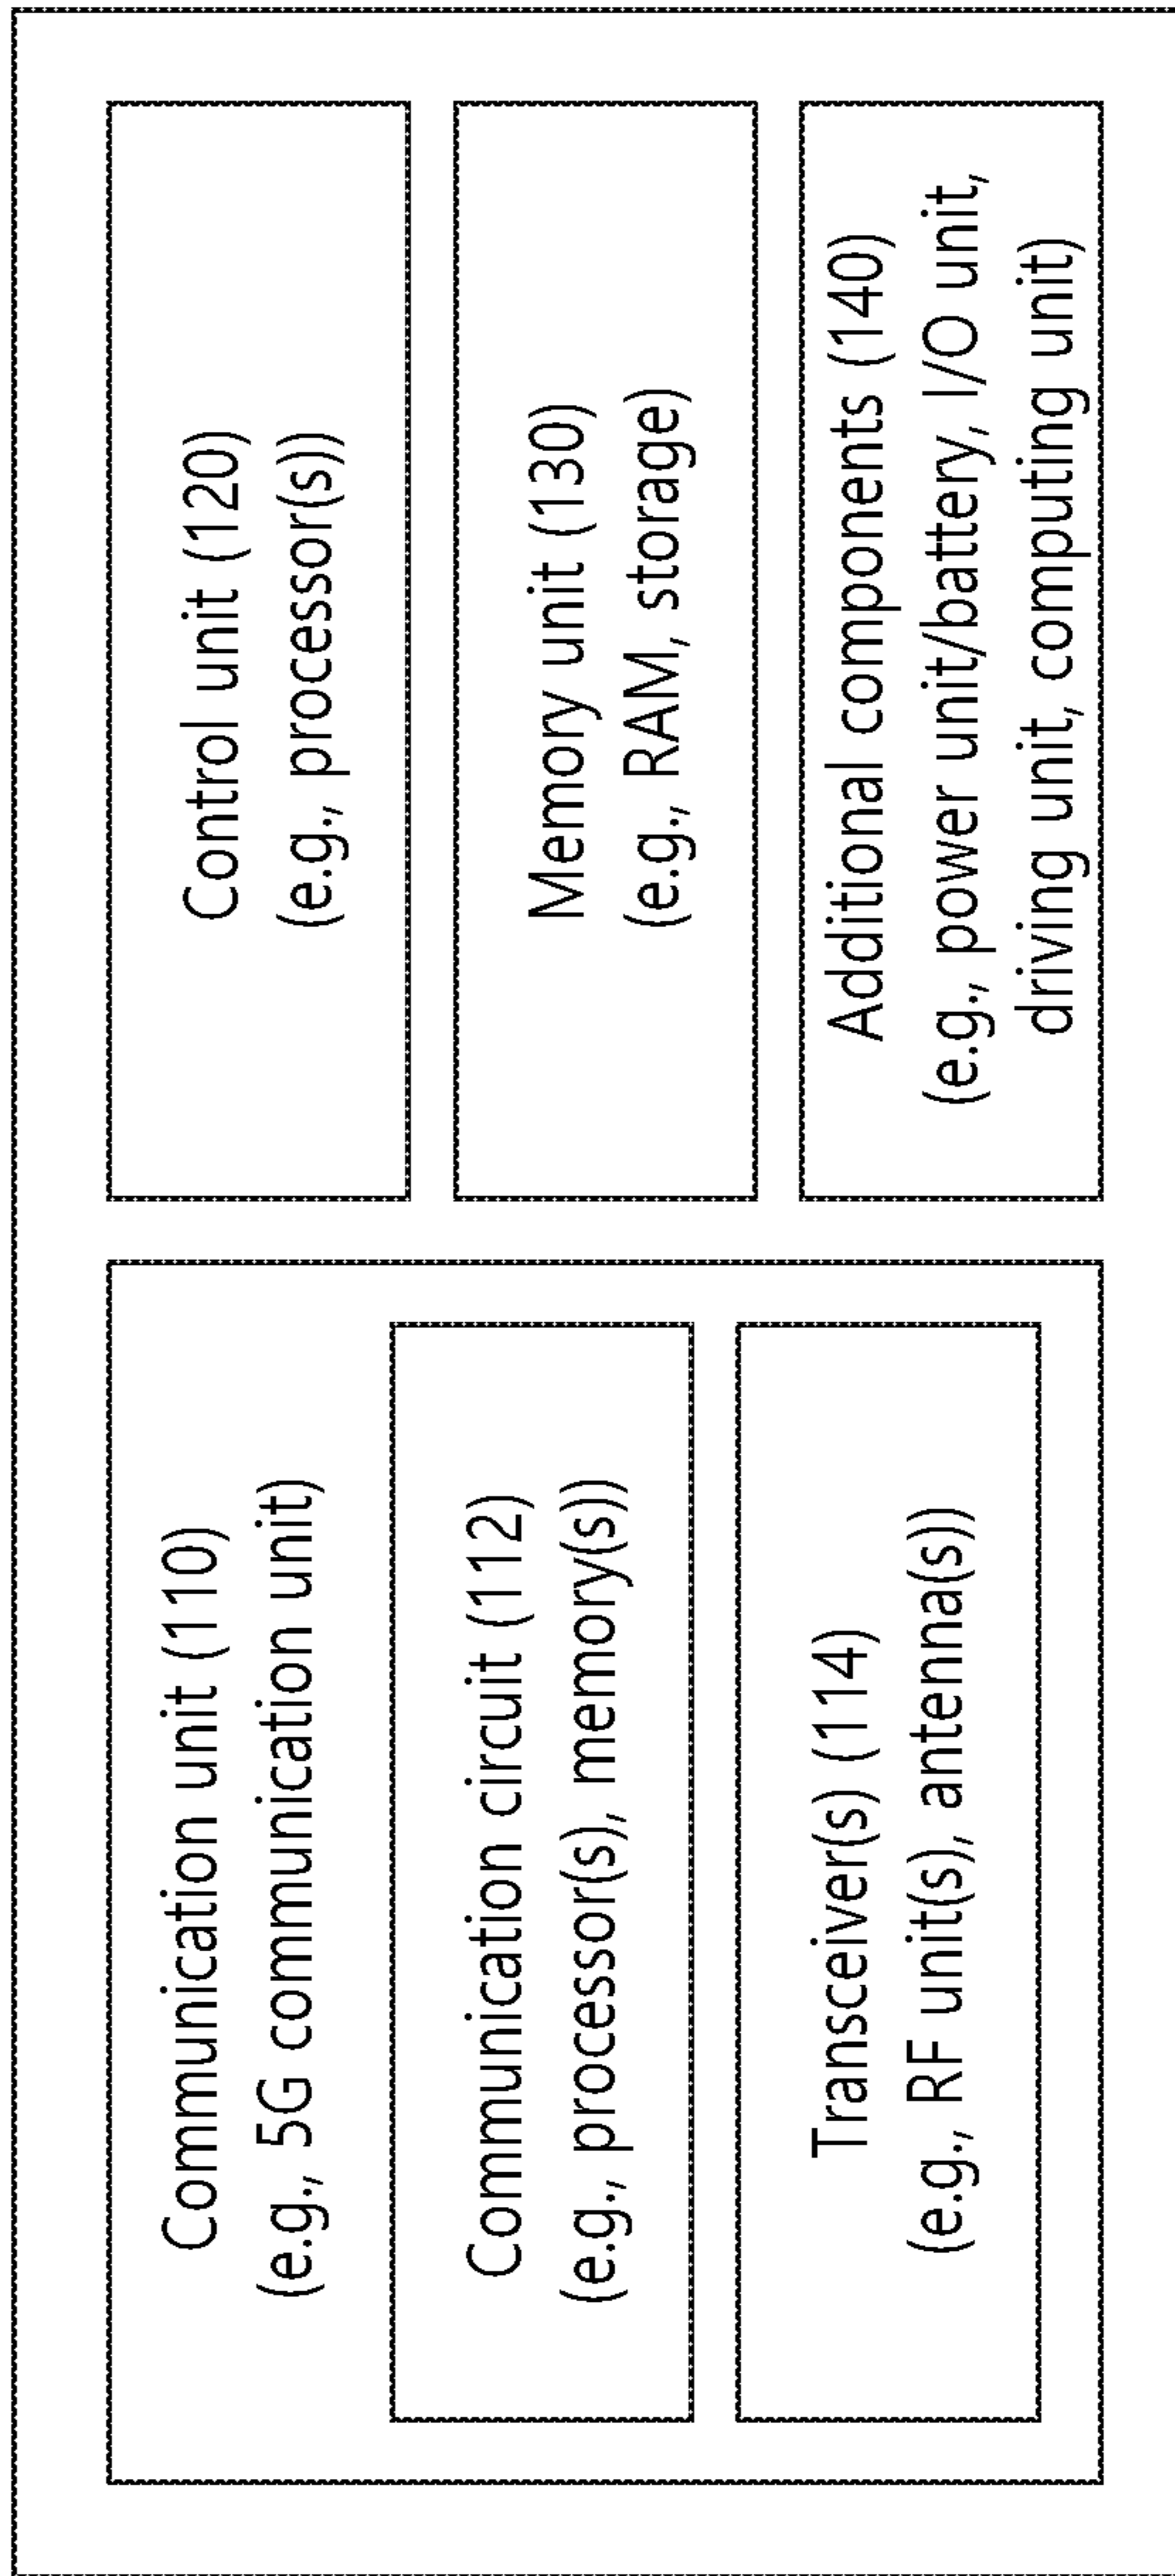 Communication unit (110)
(e.g., 5G communication unit)
Communication circuit (112)
(e.g., processor(s), memory(s))
Transceiver(s) (114)
(e.g., RF unit(s), antenna(s))
Control unit (120)
(e.g., processor(s))
Memory unit (130)
(e.g., RAM, storage)
Additional components (140)
(e.g., power unit/battery, I/O unit,
driving unit, computing unit)